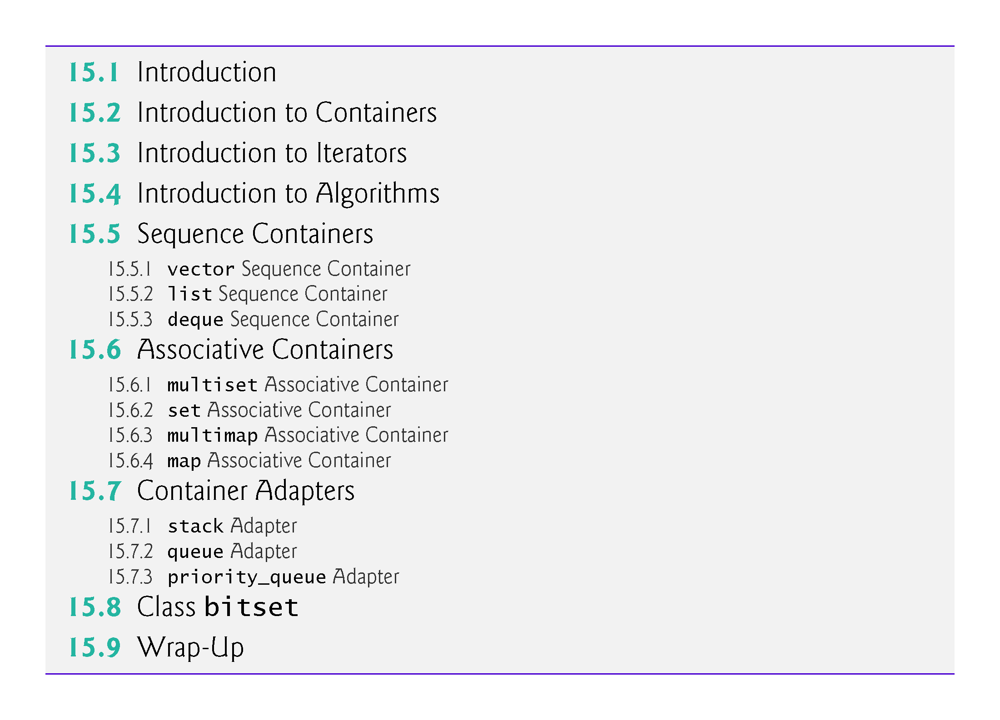 15.1 Introduction
15.2 Introduction to Containers
15.3 Introduction to Iterators
15.4 Introduction to Algorithms
15.5 Sequence Containers
15.5.1 vector Sequence Container
15.5.2 list Sequence Container
15.5.3 deque Sequence Container
15.6 Associative Containers
15.6.1 multiset Associative Container
15.6.2 set Associative Container
15.6.3 multimap Associative Container
15.6.4 map Associative Container
15.7 Container Adapters
15.7.1 stack Adapter
15.7.2 queue Adapter
15.7.3 priority_queue Adapter
15.8 Class bitset
15.9 Wrap-Up